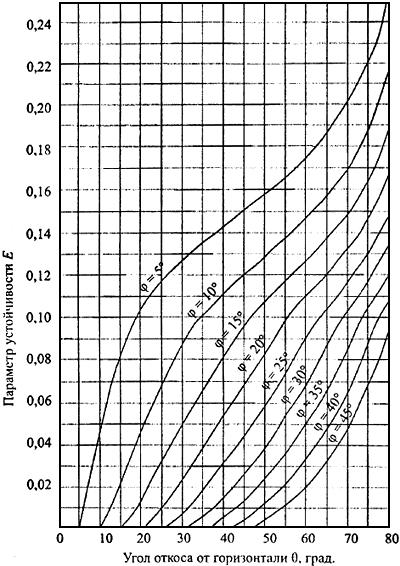 0,24
0,22
0,20
0,18
0,16
0,14
0,12
0,10
0,08
0,06
0,04
0,02
Параметр устойчивости E
φ = 5°
φ = 10°
φ = 15°
φ = 20°
φ = 25°
φ = 30°
φ = 35°
φ = 40°
φ = 45°
0 10 20 30 40 50 60 70 80
Угол откоса от горизонтали θ, град.